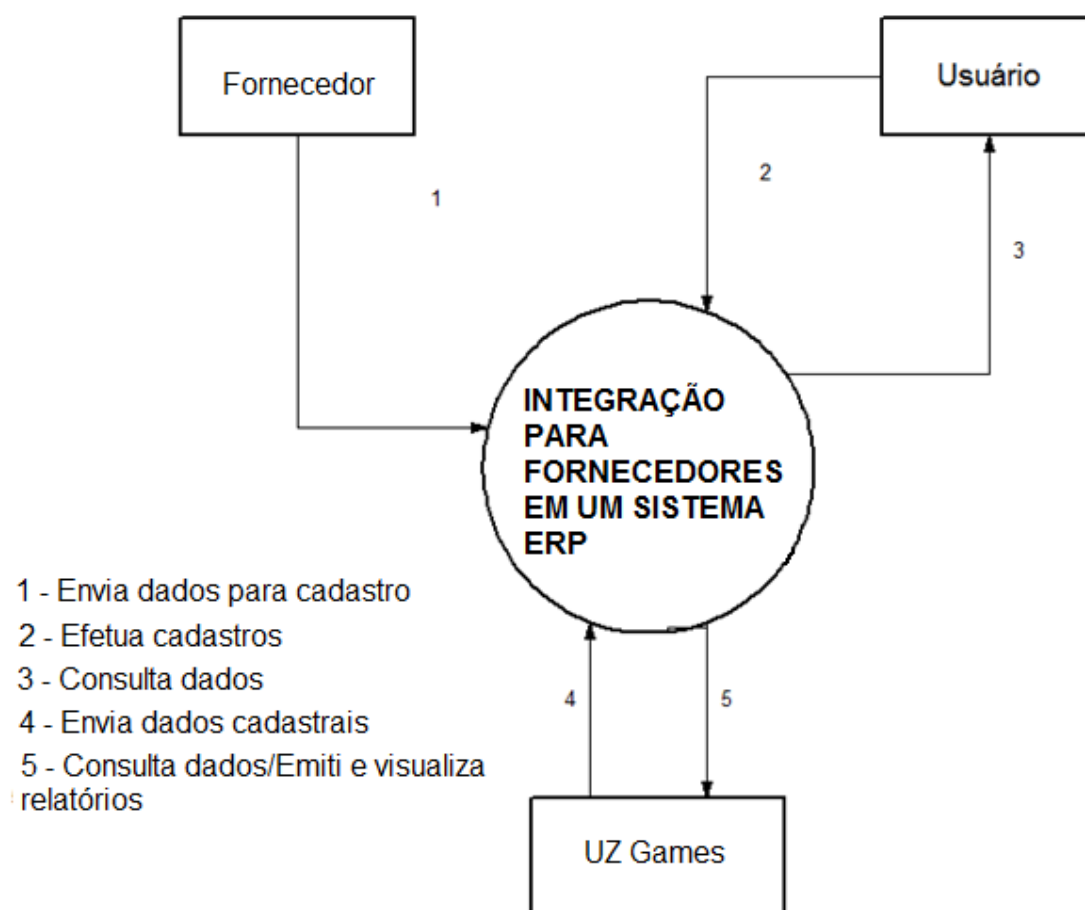 Fornecedor
Usuário
1
2
3
INTEGRAÇÃO
PARA
FORNECEDORES
EM UM SISTEMA
ERP
1 - Envia dados para cadastro
2 - Efetua cadastros
3 - Consulta dados
4 - Envia dados cadastrais
5 - Consulta dados/Emiti e visualiza
relatórios
4
5
UZ Games